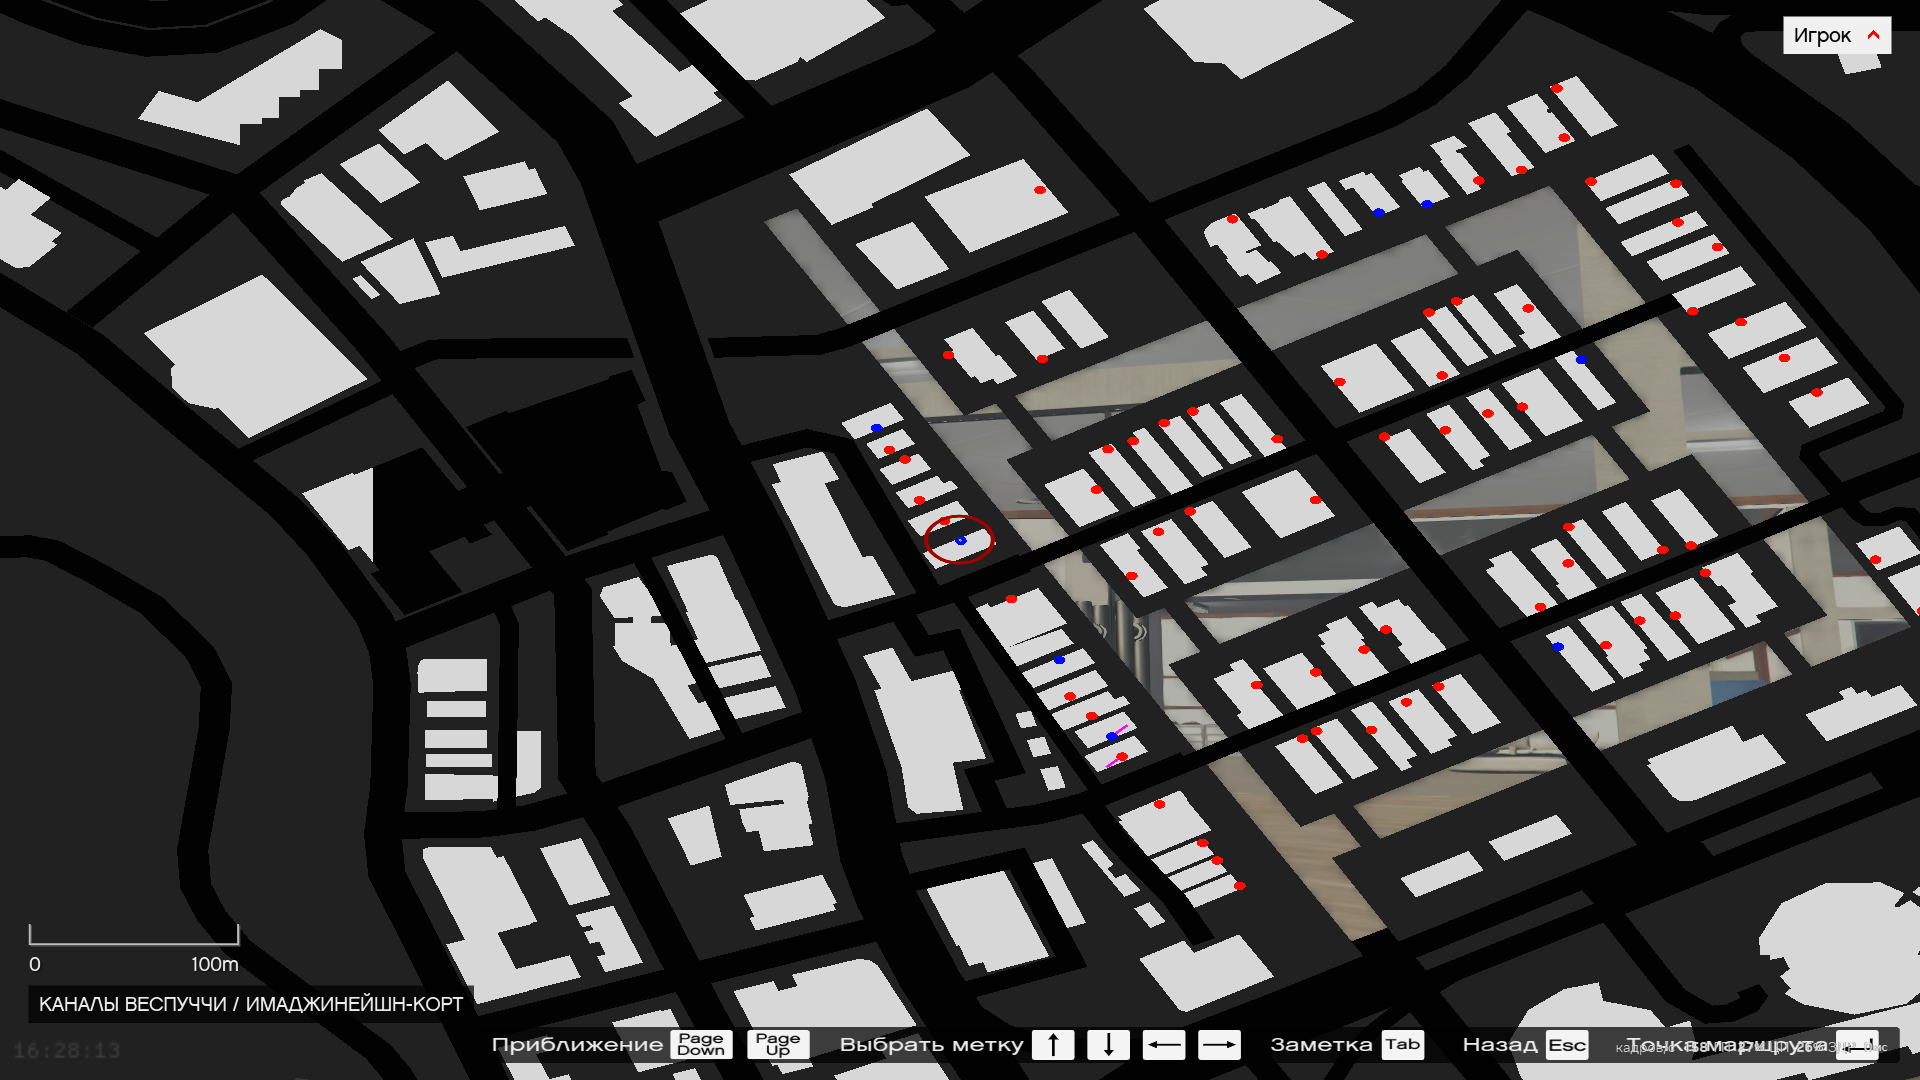 Игрок
0 100m
КАНАЛЫ ВЕСПУЧЧИ / ИМАДЖИНЕЙШН-КОРТ
16:28:13
Приближение Page Down Page Up Выбрать метку ↑ ↓ ← → Заметка Tab Назад Esc Точка маршрута